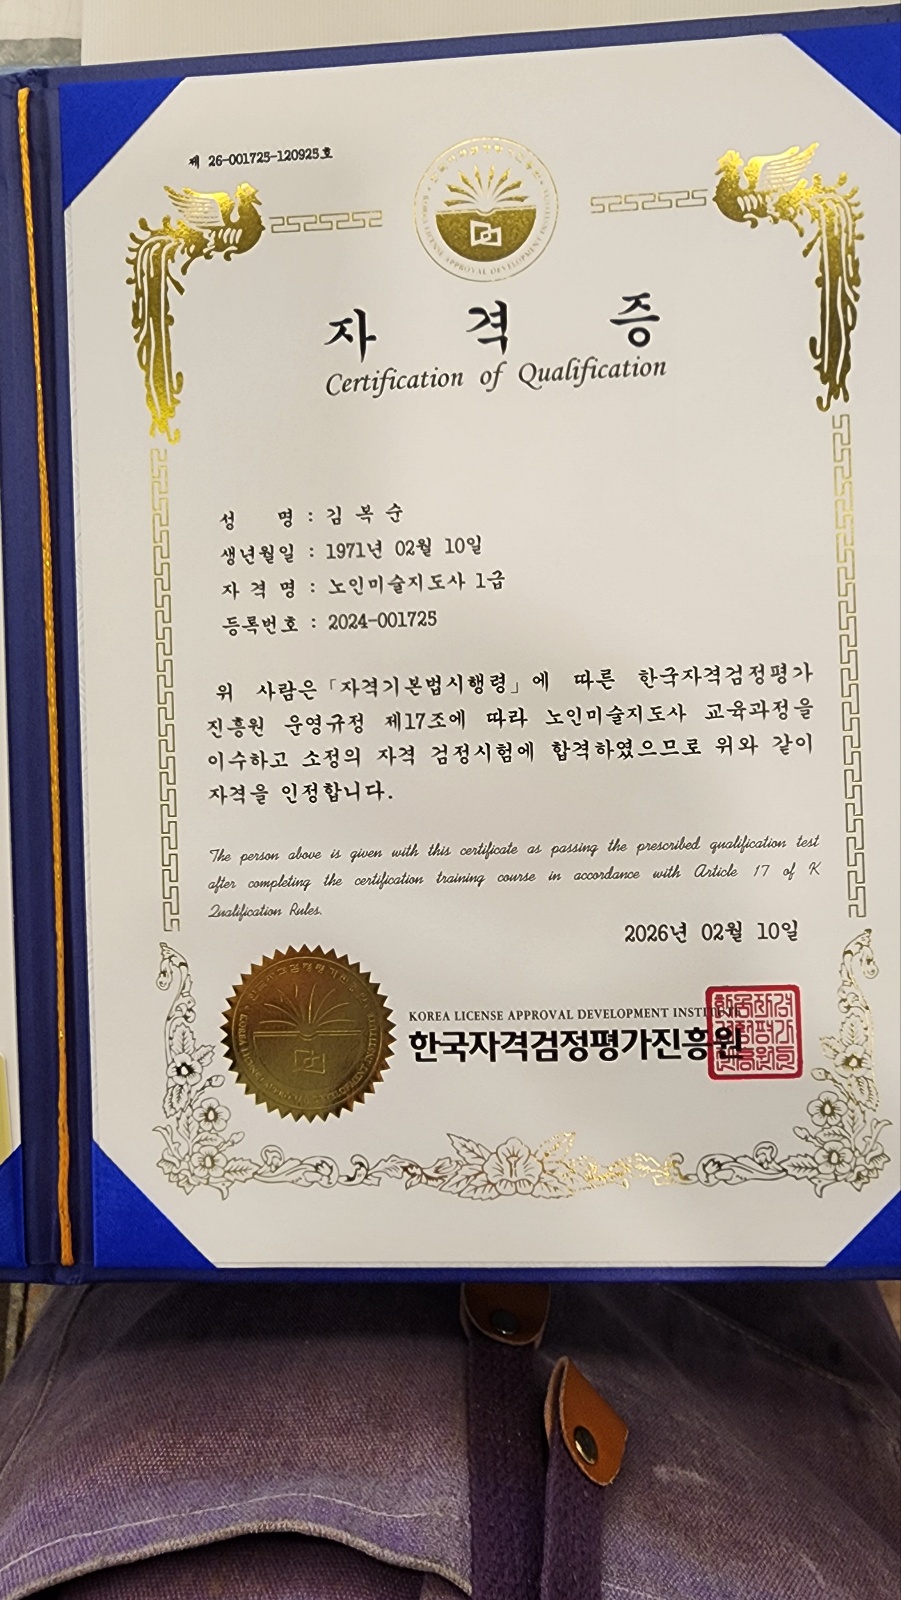 제 26-001725-120925호
KOREA LICENSE APPROVAL DEVELOPMENT INSTITUTE
자 격 증
Certification of Qualification
성 명 : 김 복 순
생년월일 : 1971년 02월 10일
자 격 명 : 노인미술지도사 1급
등록번호 : 2024-001725
위 사람은 「자격기본법시행령」에 따른 한국자격검정평가
진흥원 운영규정 제17조에 따라 노인미술지도사 교육과정을
이수하고 소정의 자격 검정시험에 합격하였으므로 위와 같이
자격을 인정합니다.
The person above is given with this certificate as passing the prescribed qualification test
after completing the certification training course in accordance with Article 17 of K
Qualification Rules.
2026년 02월 10일
KOREA LICENSE APPROVAL DEVELOPMENT INSTITUTE
한국자격검정평가진흥원